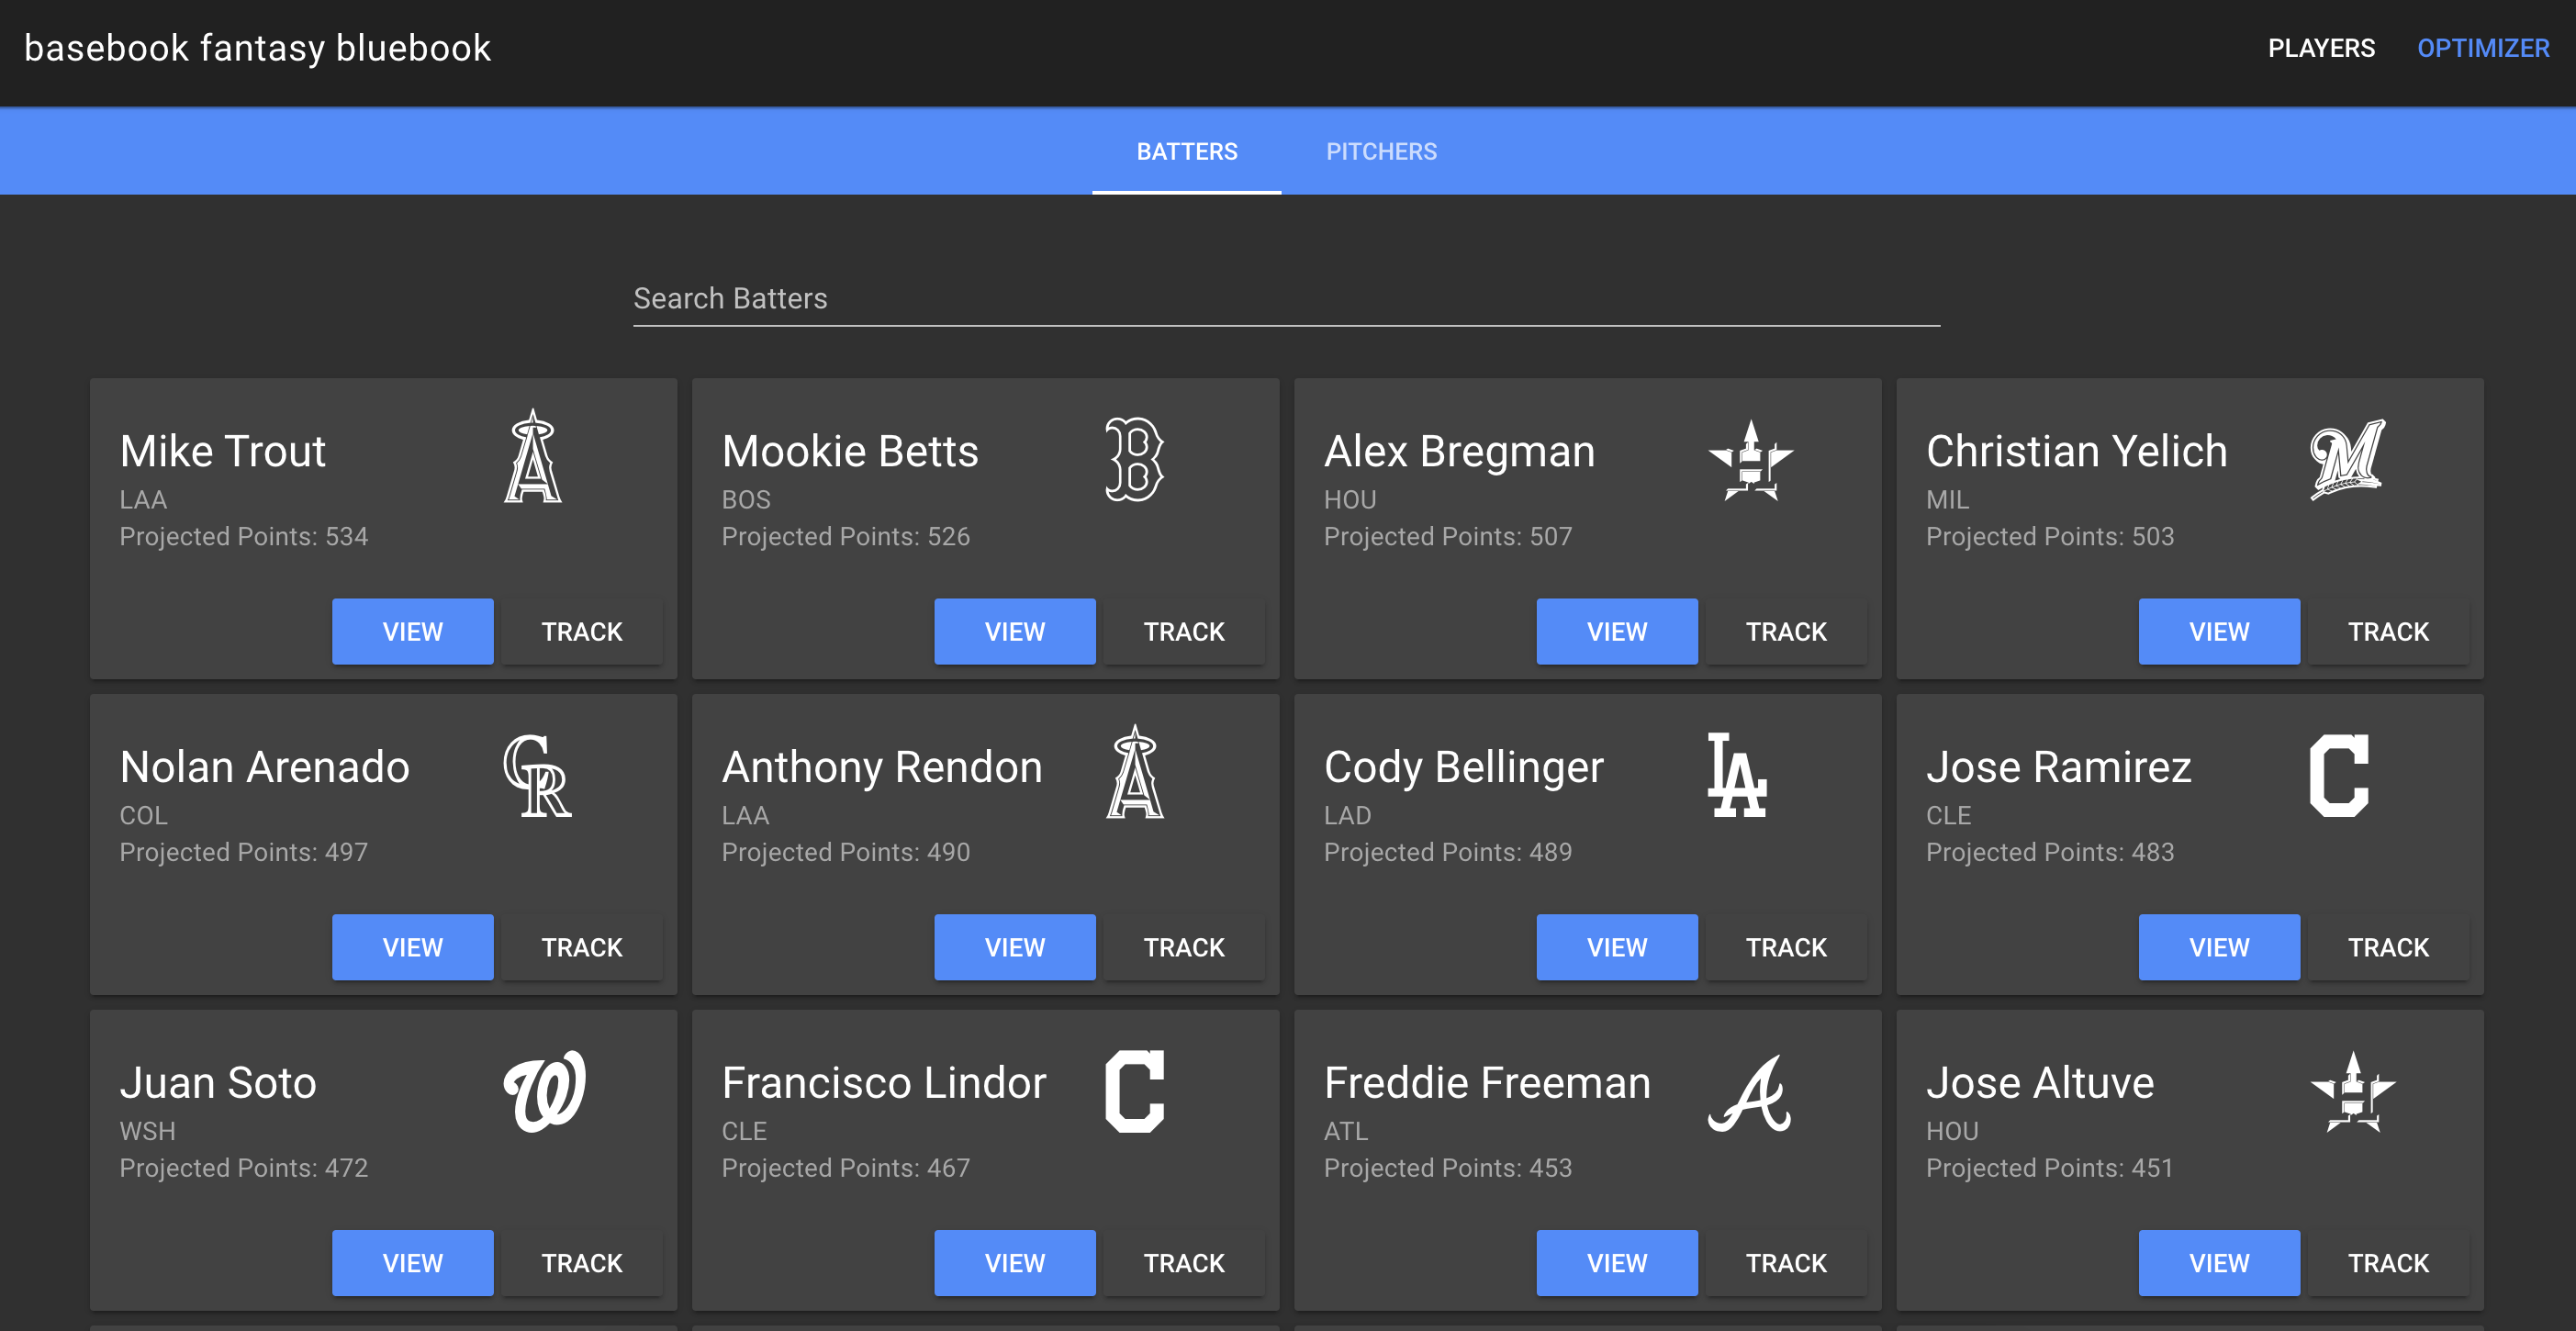 basebook fantasy bluebook
PLAYERS
OPTIMIZER
BATTERS
PITCHERS
Search Batters
Mike Trout
LAA
Projected Points: 534
VIEW
TRACK
Mookie Betts
BOS
Projected Points: 526
VIEW
TRACK
Alex Bregman
HOU
Projected Points: 507
VIEW
TRACK
Christian Yelich
MIL
Projected Points: 503
VIEW
TRACK
Nolan Arenado
COL
Projected Points: 497
VIEW
TRACK
Anthony Rendon
LAA
Projected Points: 490
VIEW
TRACK
Cody Bellinger
LAD
Projected Points: 489
VIEW
TRACK
Jose Ramirez
CLE
Projected Points: 483
VIEW
TRACK
Juan Soto
WSH
Projected Points: 472
VIEW
TRACK
Francisco Lindor
CLE
Projected Points: 467
VIEW
TRACK
Freddie Freeman
ATL
Projected Points: 453
VIEW
TRACK
Jose Altuve
HOU
Projected Points: 451
VIEW
TRACK